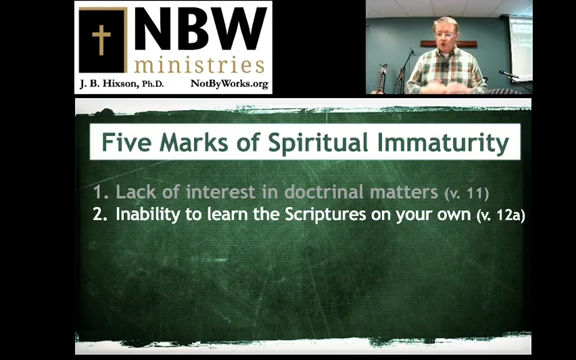 NBW
ministries
J. B. Hixson, Ph.D. NotByWorks.org
Five Marks of Spiritual Immaturity
1. Lack of interest in doctrinal matters (v. 11)
2. Inability to learn the Scriptures on your own (v. 12a)